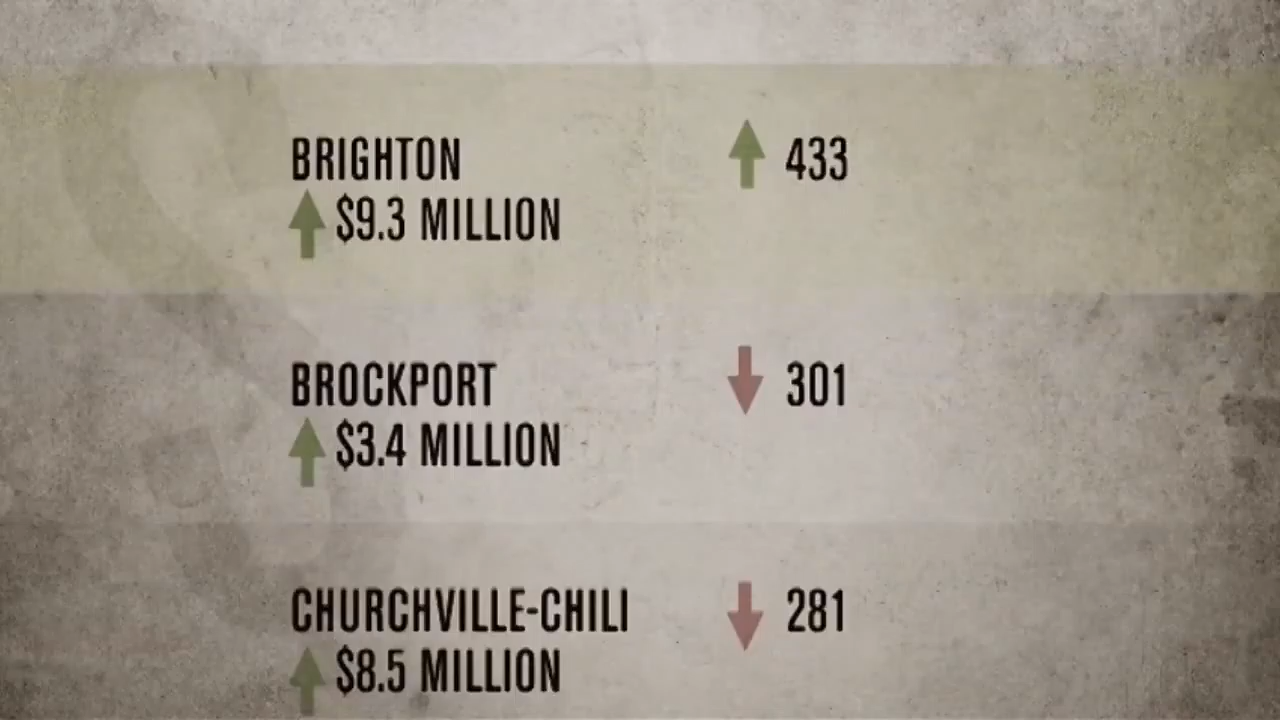 BRIGHTON 433
$9.3 MILLION
BROCKPORT 301
$3.4 MILLION
CHURCHVILLE-CHILI 281
$8.5 MILLION